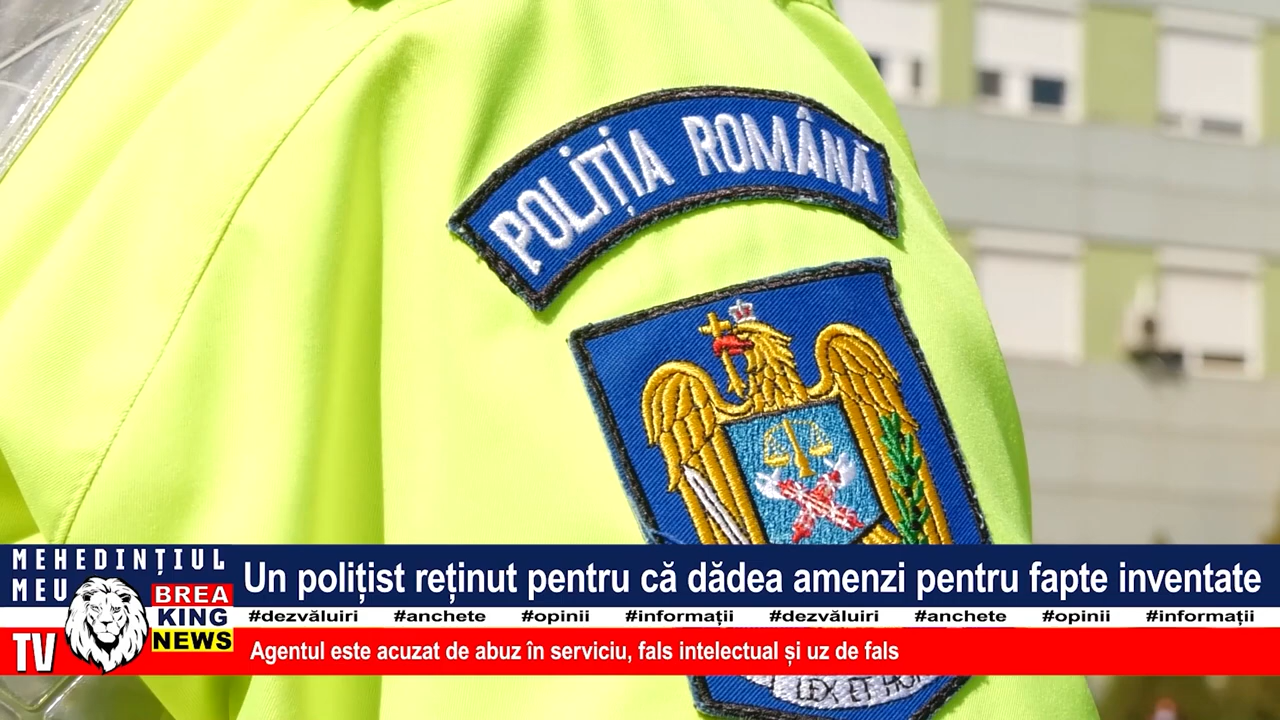 POLIȚIA ROMÂNĂ
MEHEDINȚIUL
MEU
TV
BREA
KING
NEWS
Un polițist reținut pentru că dădea amenzi pentru fapte inventate
#dezvăluiri #anchete #opinii #informații #dezvăluiri #anchete #opinii #informații
Agentul este acuzat de abuz în serviciu, fals intelectual și uz de fals
LEX ET